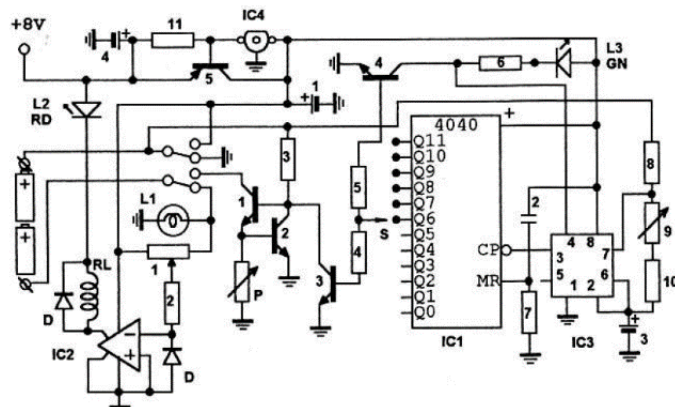 +8V
4
11
IC4
5
1
4
6
L3
GN
L2
RD
+
4040
Q11
Q10
Q9
Q8
Q7
Q6
Q5
Q4
Q3
Q2
Q1
Q0
CP
MR
IC1
3
5
S
4
8
2
9
4 8
3 7
5 6
1 2
10
7
IC3
3
L1
1
2
3
P
1
2
RL
D
D
IC2